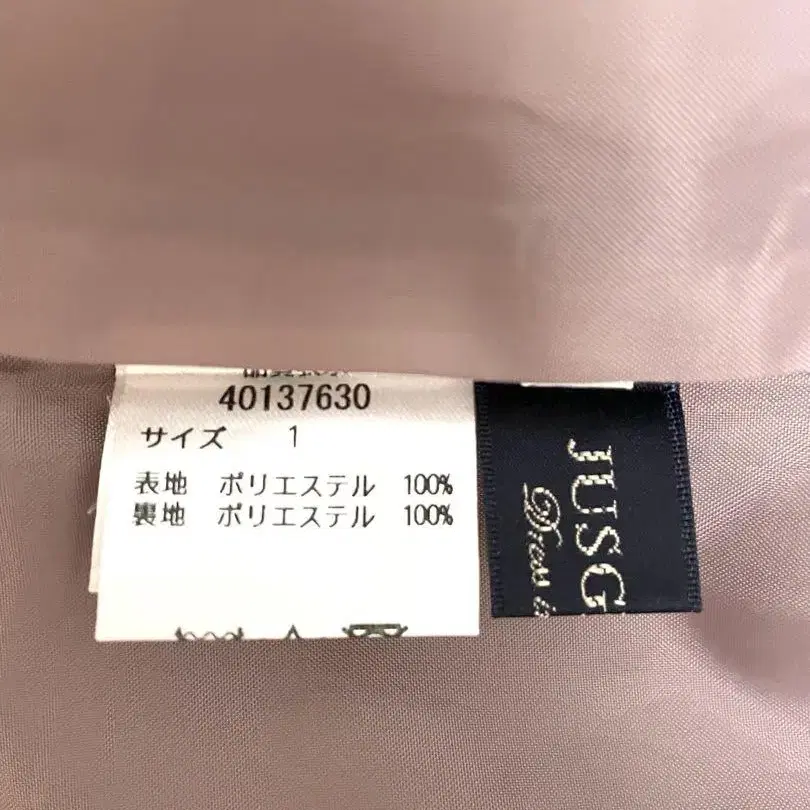 40137630
サイズ 1
表地 ポリエステル 100%
裏地 ポリエステル 100%
JUSG
Dress